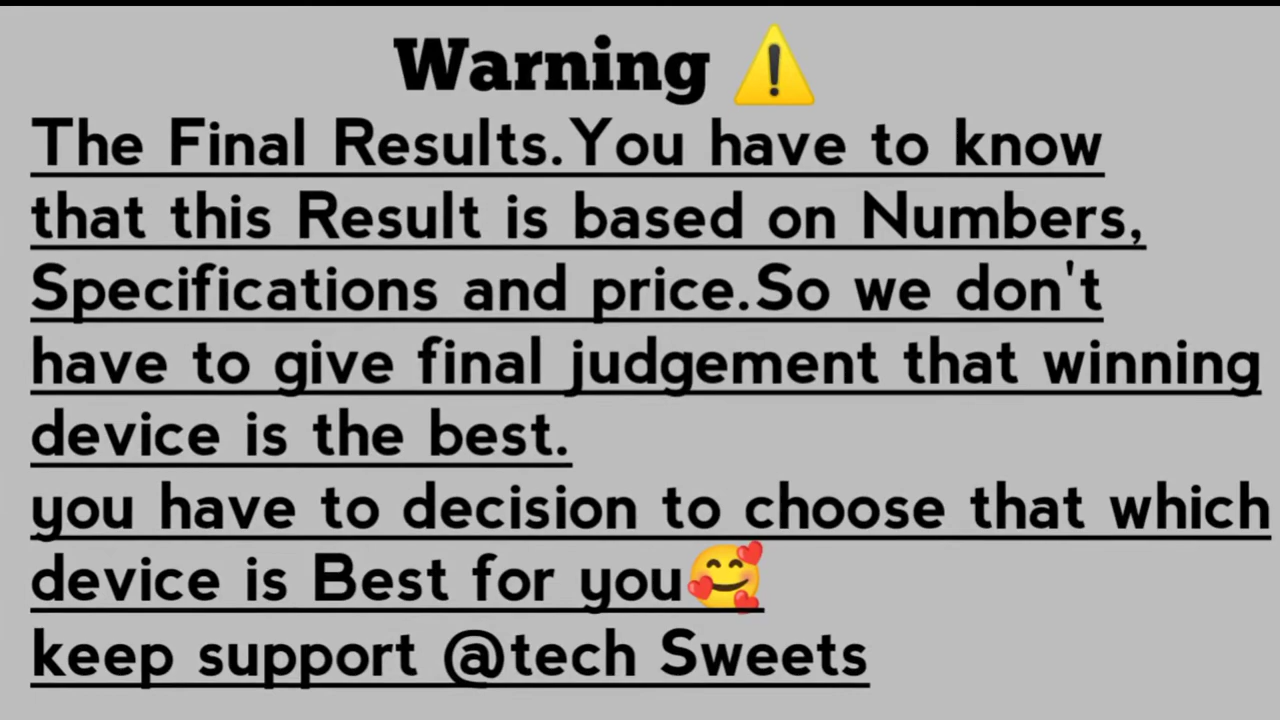 Warning ⚠️
The Final Results.You have to know
that this Result is based on Numbers,
Specifications and price.So we don't
have to give final judgement that winning
device is the best.
you have to decision to choose that which
device is Best for you🥰
keep support @tech Sweets